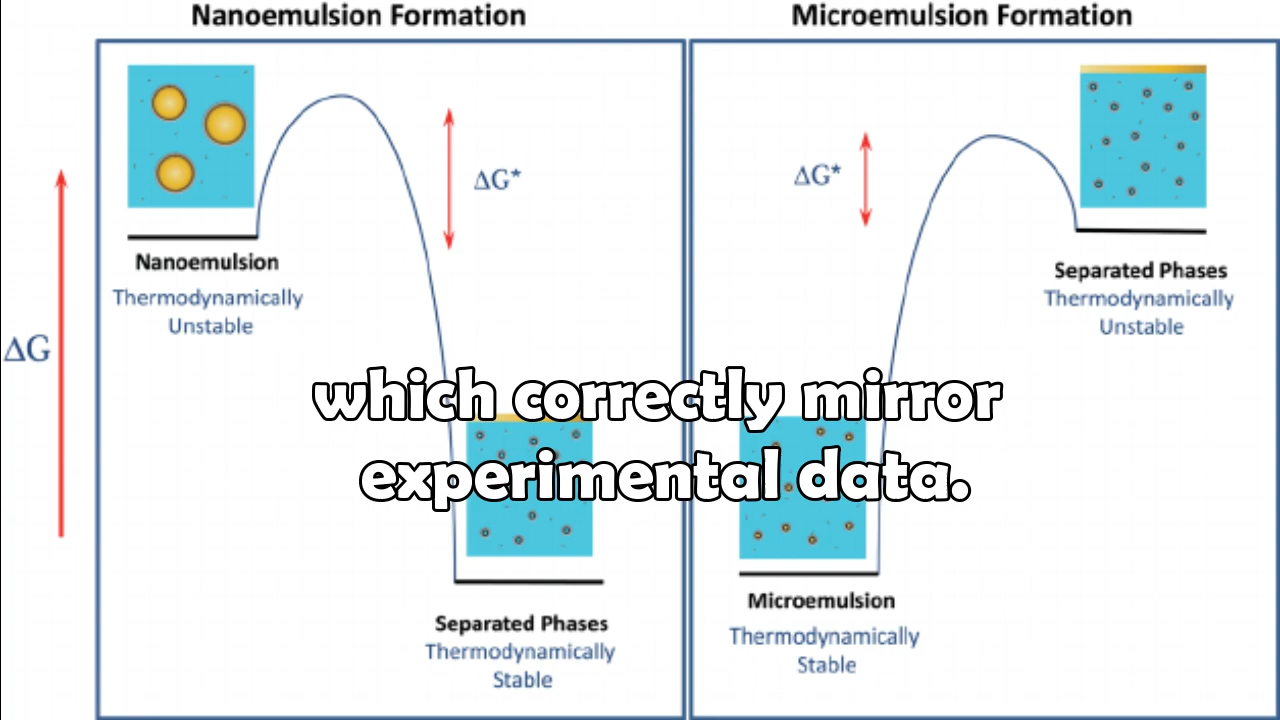 Nanoemulsion Formation
Microemulsion Formation
ΔG
ΔG*
Nanoemulsion
Thermodynamically
Unstable
Separated Phases
Thermodynamically
Stable
ΔG*
Separated Phases
Thermodynamically
Unstable
Microemulsion
Thermodynamically
Stable
which correctly mirror
experimental data.